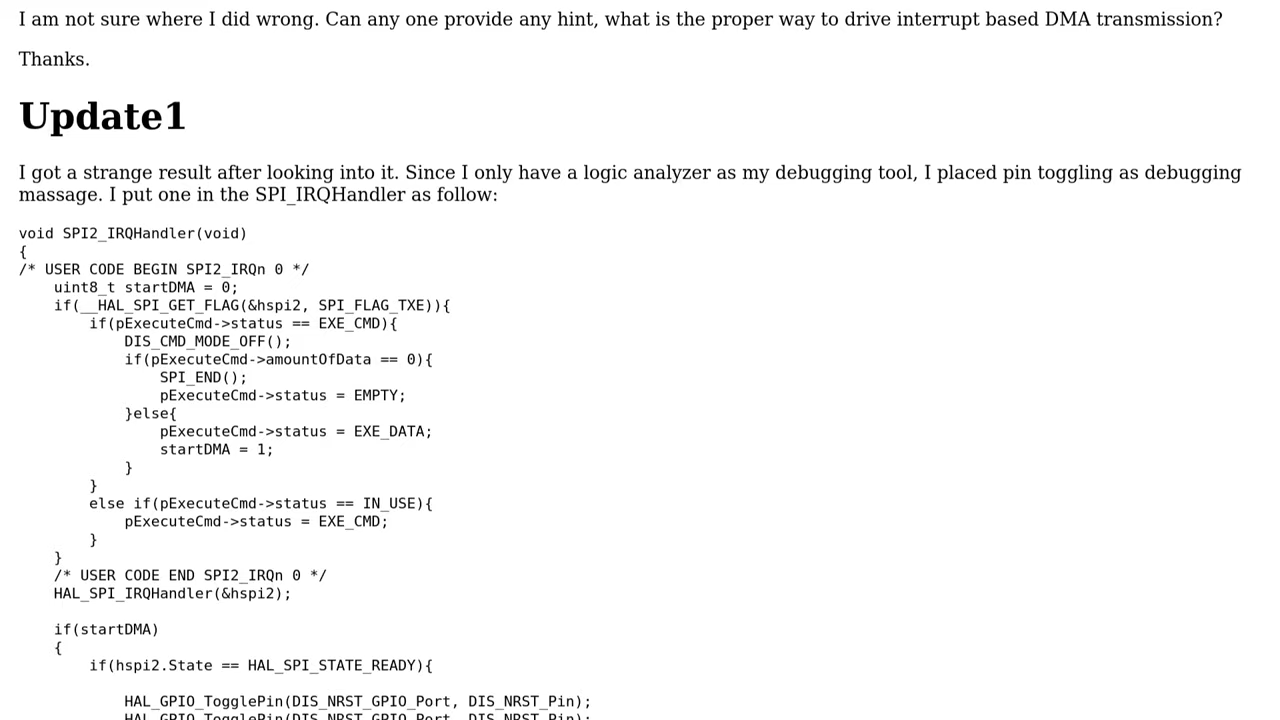 I am not sure where I did wrong. Can any one provide any hint, what is the proper way to drive interrupt based DMA transmission?
Thanks.
Update1
I got a strange result after looking into it. Since I only have a logic analyzer as my debugging tool, I placed pin toggling as debugging
massage. I put one in the SPI_IRQHandler as follow:
void SPI2_IRQHandler(void)
{
/* USER CODE BEGIN SPI2_IRQn 0 */
    uint8_t startDMA = 0;
    if(__HAL_SPI_GET_FLAG(&hspi2, SPI_FLAG_TXE)){
        if(pExecuteCmd->status == EXE_CMD){
            DIS_CMD_MODE_OFF();
            if(pExecuteCmd->amountOfData == 0){
                SPI_END();
                pExecuteCmd->status = EMPTY;
            }else{
                pExecuteCmd->status = EXE_DATA;
                startDMA = 1;
            }
        }
        else if(pExecuteCmd->status == IN_USE){
            pExecuteCmd->status = EXE_CMD;
        }
    }
    /* USER CODE END SPI2_IRQn 0 */
    HAL_SPI_IRQHandler(&hspi2);
    if(startDMA)
    {
        if(hspi2.State == HAL_SPI_STATE_READY){
            HAL_GPIO_TogglePin(DIS_NRST_GPIO_Port, DIS_NRST_Pin);
            HAL_GPIO_TogglePin(DIS_NRST_GPIO_Port, DIS_NRST_Pin);